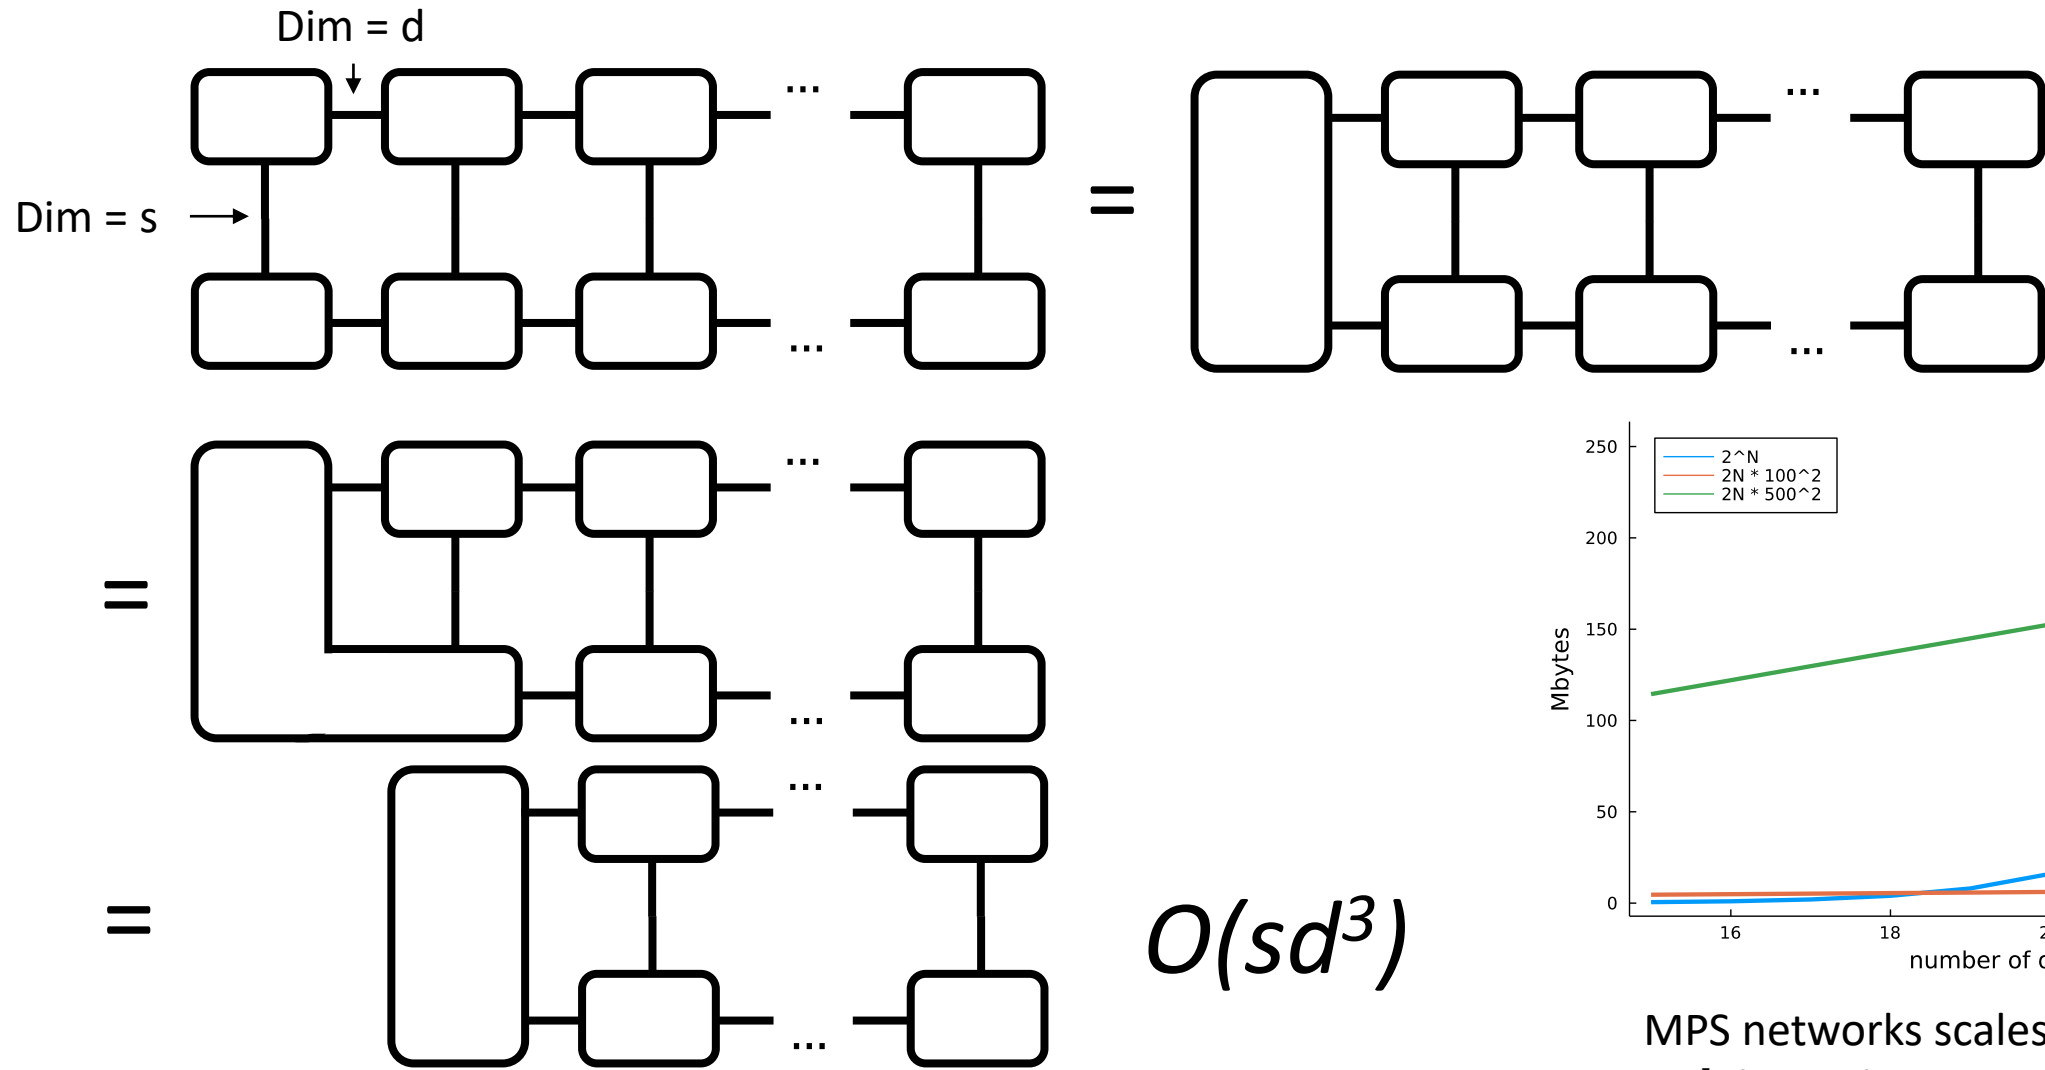 Dim = d
...
...
Dim = s
=
...
...
=
...
...
250
2^N
2N * 100^2
2N * 500^2
200
150
100
50
0
Mbytes
16
18
number of
=
...
...
O(sd³)
MPS networks scales